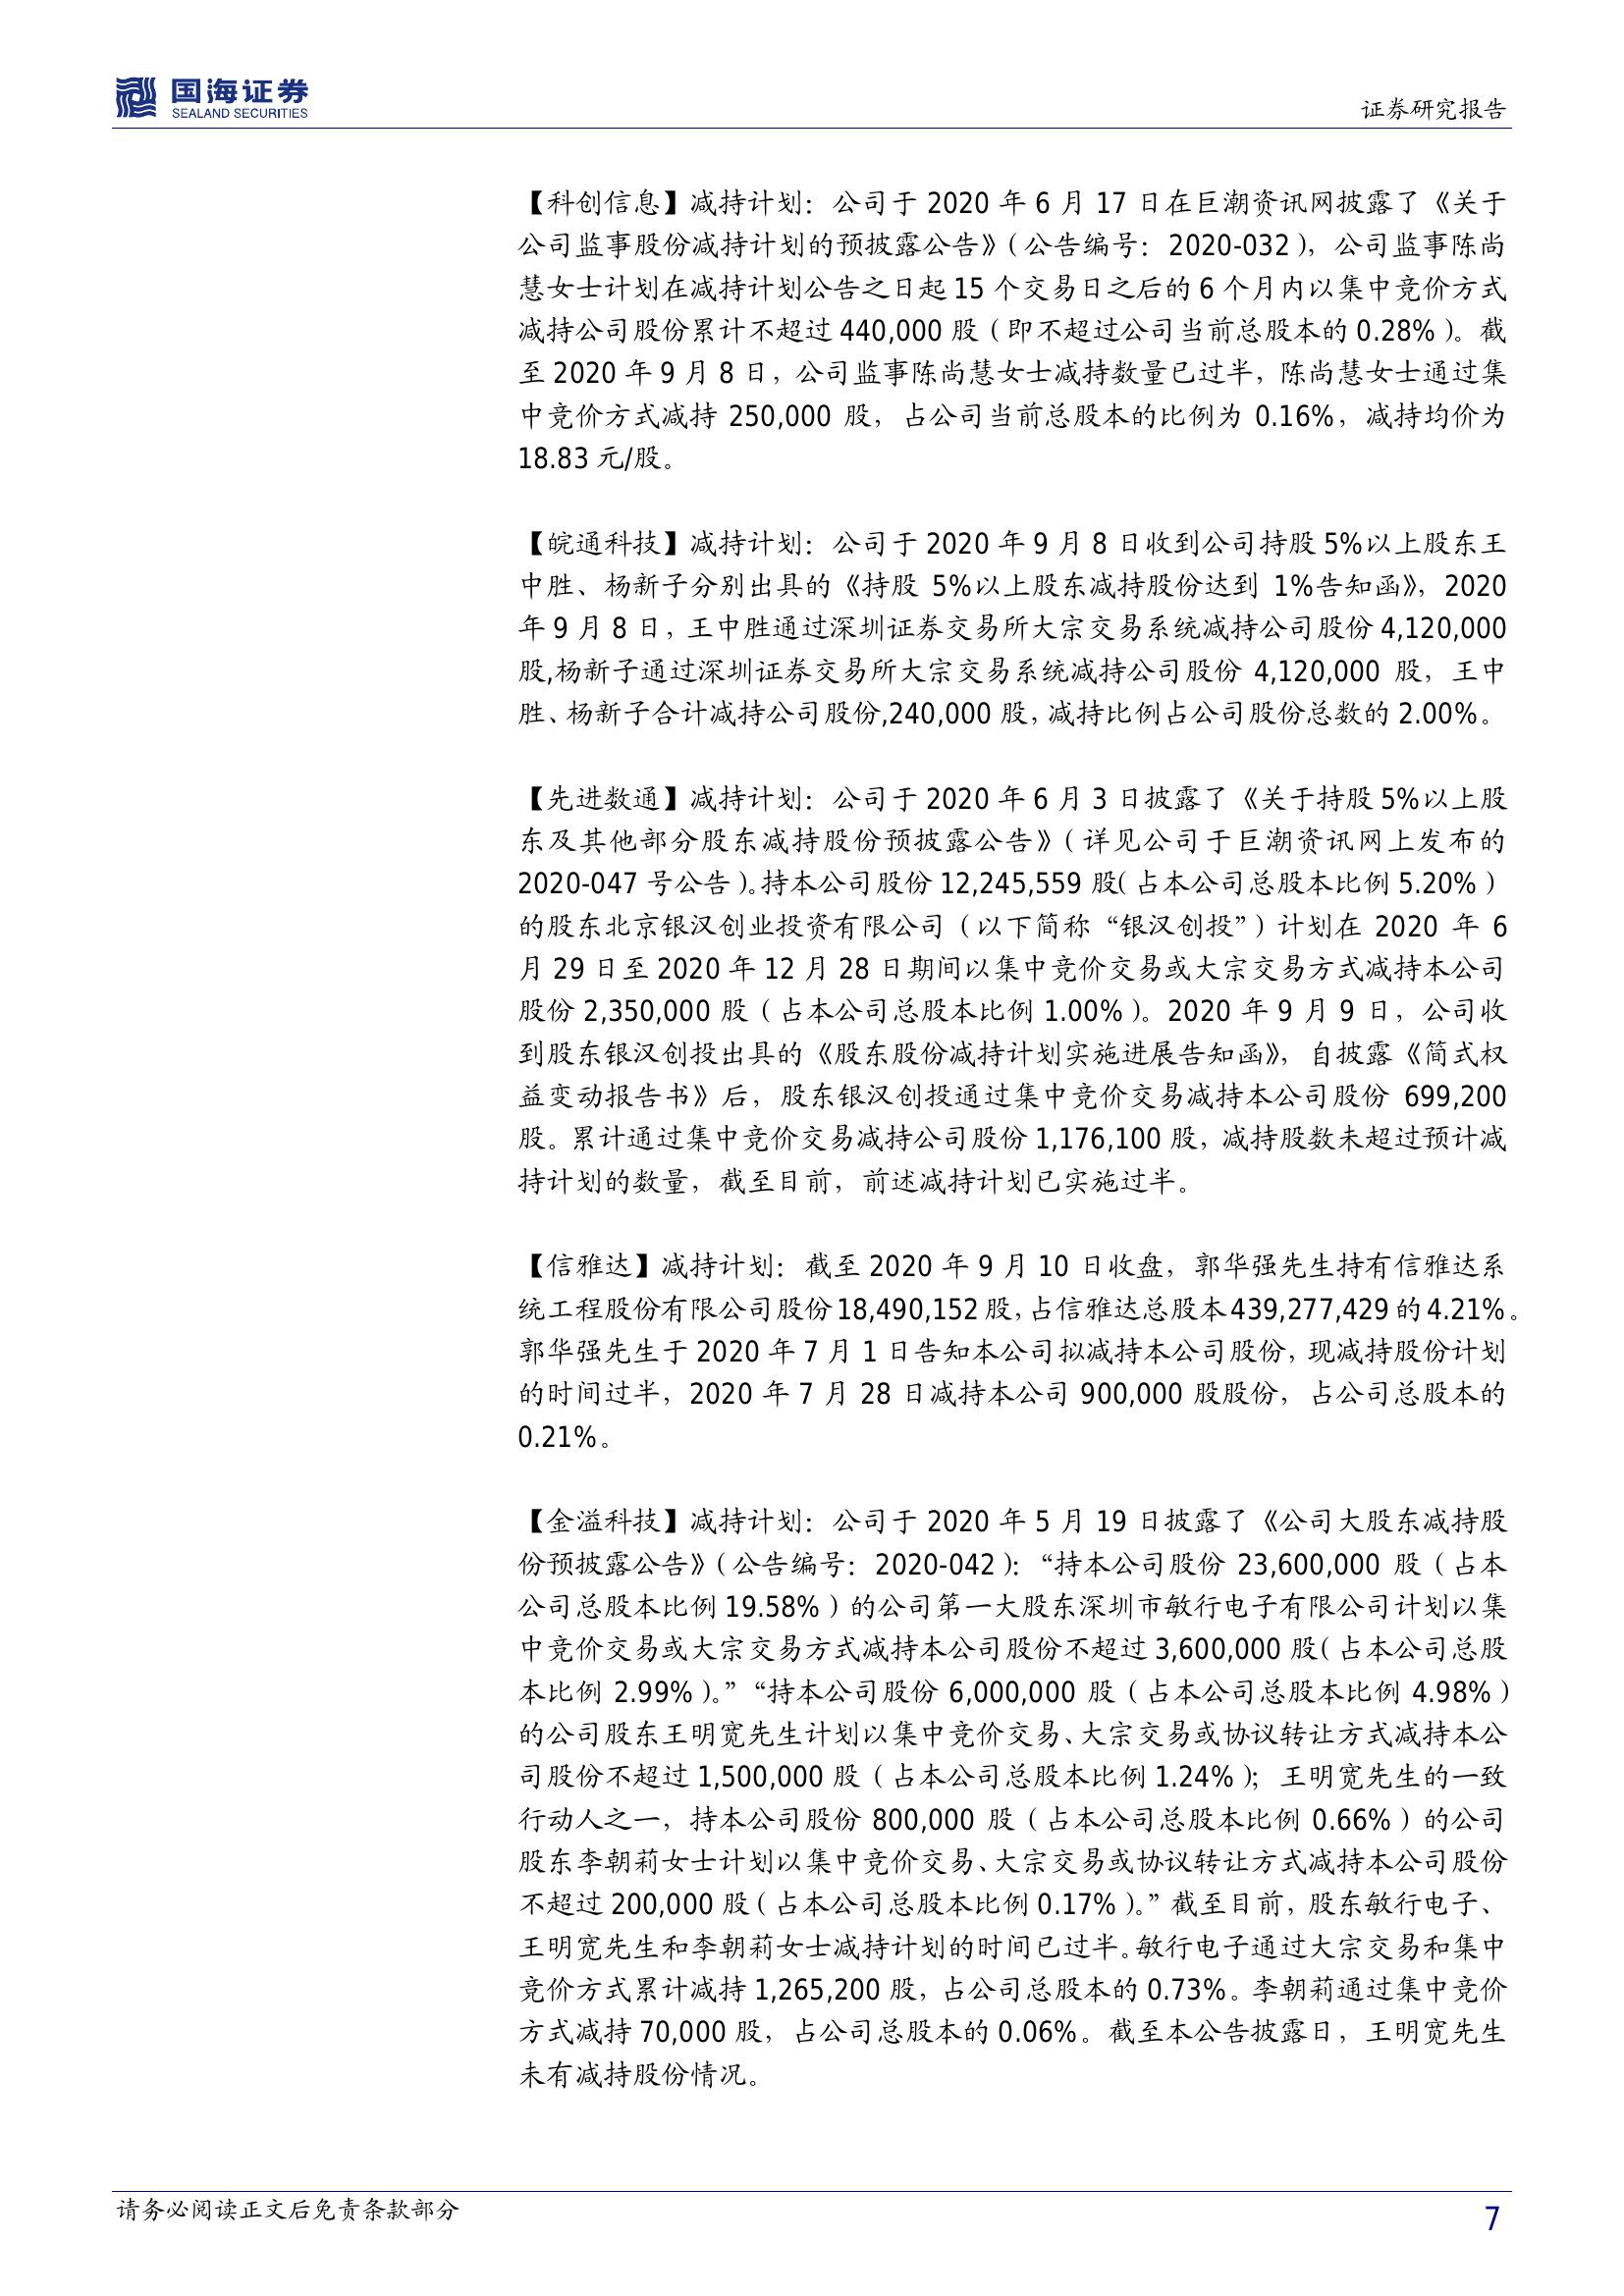 国海证券
SEALAND SECURITIES
证券研究报告
【科创信息】减持计划：公司于 2020 年 6 月 17 日在巨潮资讯网披露了《关于
公司监事股份减持计划的预披露公告》（公告编号：2020-032），公司监事陈尚
慧女士计划在减持计划公告之日起 15 个交易日之后的 6 个月内以集中竞价方式
减持公司股份累计不超过 440,000 股（即不超过公司当前总股本的 0.28%）。截
至 2020 年 9 月 8 日，公司监事陈尚慧女士减持数量已过半，陈尚慧女士通过集
中竞价方式减持 250,000 股，占公司当前总股本的比例为 0.16%，减持均价为
18.83 元/股。
【皖通科技】减持计划：公司于 2020 年 9 月 8 日收到公司持股 5%以上股东王
中胜、杨新子分别出具的《持股 5%以上股东减持股份达到 1%告知函》，2020
年 9 月 8 日，王中胜通过深圳证券交易所大宗交易系统减持公司股份 4,120,000
股,杨新子通过深圳证券交易所大宗交易系统减持公司股份 4,120,000 股，王中
胜、杨新子合计减持公司股份,240,000 股，减持比例占公司股份总数的 2.00%。
【先进数通】减持计划：公司于 2020 年 6 月 3 日披露了《关于持股 5%以上股
东及其他部分股东减持股份预披露公告》（详见公司于巨潮资讯网上发布的
2020-047 号公告）。持本公司股份 12,245,559 股（占本公司总股本比例 5.20%）
的股东北京银汉创业投资有限公司（以下简称“银汉创投”）计划在 2020 年 6
月 29 日至 2020 年 12 月 28 日期间以集中竞价交易或大宗交易方式减持本公司
股份 2,350,000 股（占本公司总股本比例 1.00%）。2020 年 9 月 9 日，公司收
到股东银汉创投出具的《股东股份减持计划实施进展告知函》，自披露《简式权
益变动报告书》后，股东银汉创投通过集中竞价交易减持本公司股份 699,200
股。累计通过集中竞价交易减持公司股份 1,176,100 股，减持股数未超过预计减
持计划的数量，截至目前，前述减持计划已实施过半。
【信雅达】减持计划：截至 2020 年 9 月 10 日收盘，郭华强先生持有信雅达系
统工程股份有限公司股份 18,490,152 股，占信雅达总股本 439,277,429 的 4.21%。
郭华强先生于 2020 年 7 月 1 日告知本公司拟减持本公司股份，现减持股份计划
的时间过半，2020 年 7 月 28 日减持本公司 900,000 股股份，占公司总股本的
0.21%。
【金溢科技】减持计划：公司于 2020 年 5 月 19 日披露了《公司大股东减持股
份预披露公告》（公告编号：2020-042）：“持本公司股份 23,600,000 股（占本
公司总股本比例 19.58%）的公司第一大股东深圳市敏行电子有限公司计划以集
中竞价交易或大宗交易方式减持本公司股份不超过 3,600,000 股（占本公司总股
本比例 2.99%）。”“持本公司股份 6,000,000 股（占本公司总股本比例 4.98%）
的公司股东王明宽先生计划以集中竞价交易、大宗交易或协议转让方式减持本公
司股份不超过 1,500,000 股（占本公司总股本比例 1.24%）；王明宽先生的一致
行动人之一，持本公司股份 800,000 股（占本公司总股本比例 0.66%）的公司
股东李朝莉女士计划以集中竞价交易、大宗交易或协议转让方式减持本公司股份
不超过 200,000 股（占本公司总股本比例 0.17%）。”截至目前，股东敏行电子、
王明宽先生和李朝莉女士减持计划的时间已过半。敏行电子通过大宗交易和集中
竞价方式累计减持 1,265,200 股，占公司总股本的 0.73%。李朝莉通过集中竞价
方式减持 70,000 股，占公司总股本的 0.06%。截至本公告披露日，王明宽先生
未有减持股份情况。
请务必阅读正文后免责条款部分
7